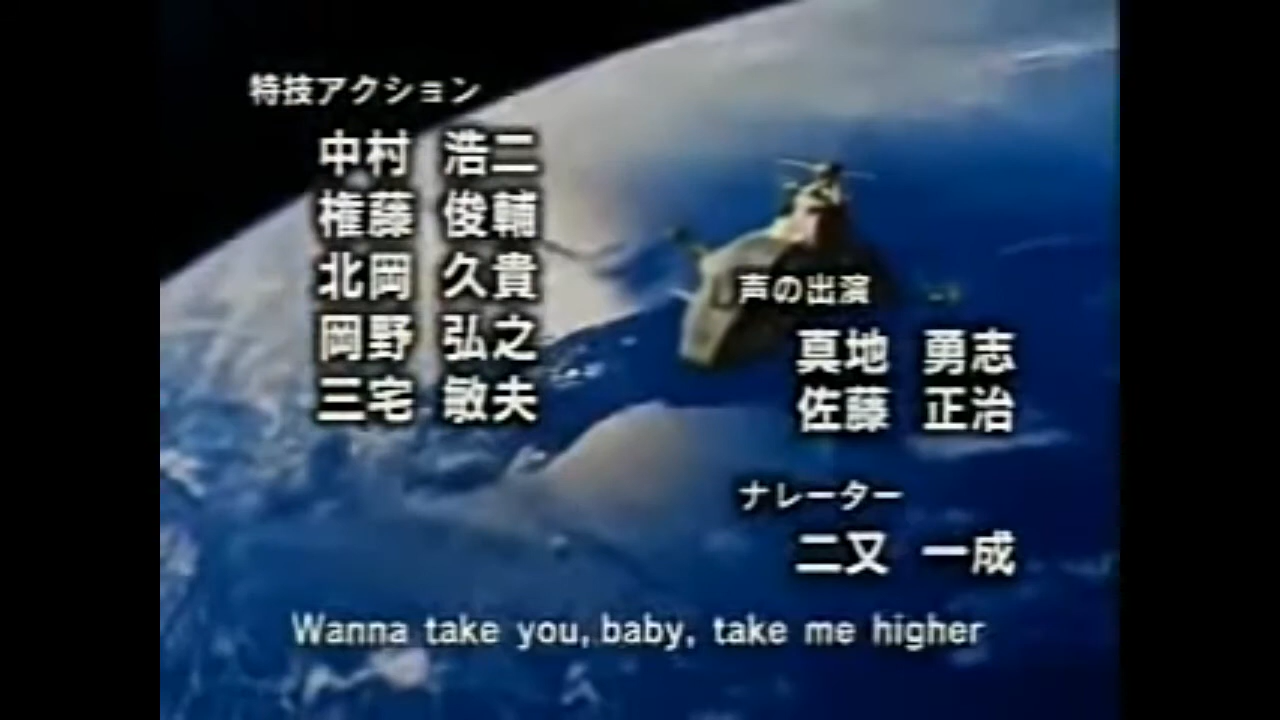 特技アクション
中村 浩二
権藤 俊輔
北岡 久貴
岡野 弘之
三宅 敏夫
声の出演
真地 勇志
佐藤 正治
ナレーター
二又 一成
Wanna take you, baby, take me higher